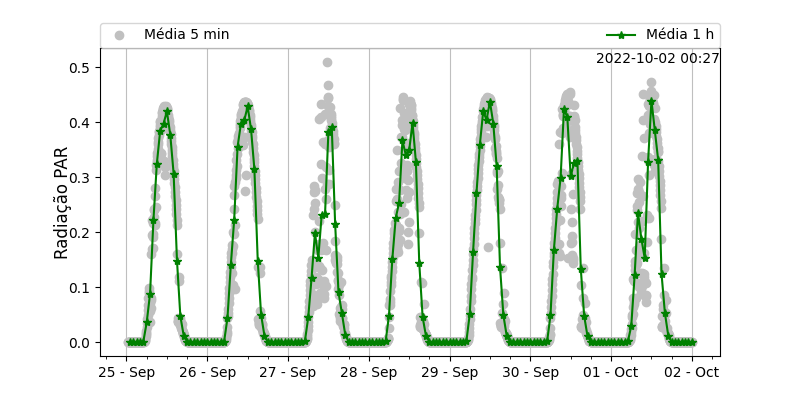 Média 5 min
Média 1 h
2022-10-02 00:27
Radiação PAR
0.5
0.4
0.3
0.2
0.1
0.0
25 - Sep
26 - Sep
27 - Sep
28 - Sep
29 - Sep
30 - Sep
01 - Oct
02 - Oct